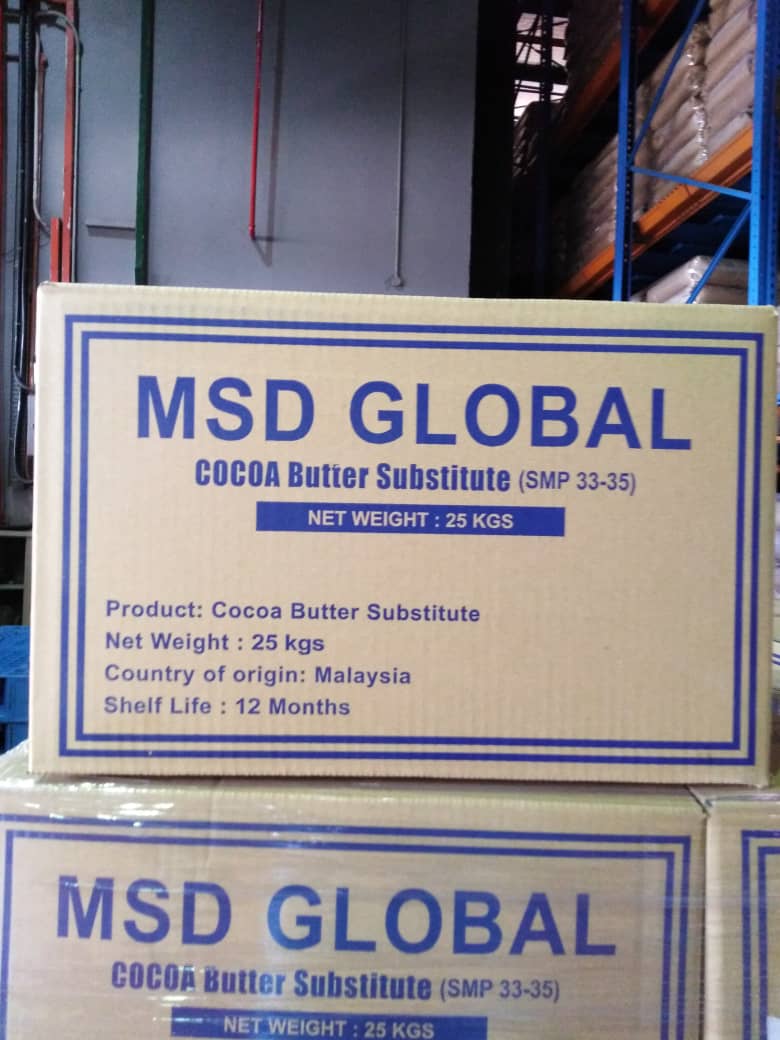 MSD GLOBAL
COCOA Butter Substitute (SMP 33-35)
NET WEIGHT : 25 KGS
Product: Cocoa Butter Substitute
Net Weight : 25 kgs
Country of origin: Malaysia
Shelf Life : 12 Months
MSD GLOBAL
COCOA Butter Substitute (SMP 33-35)
NET WEIGHT : 25 KGS